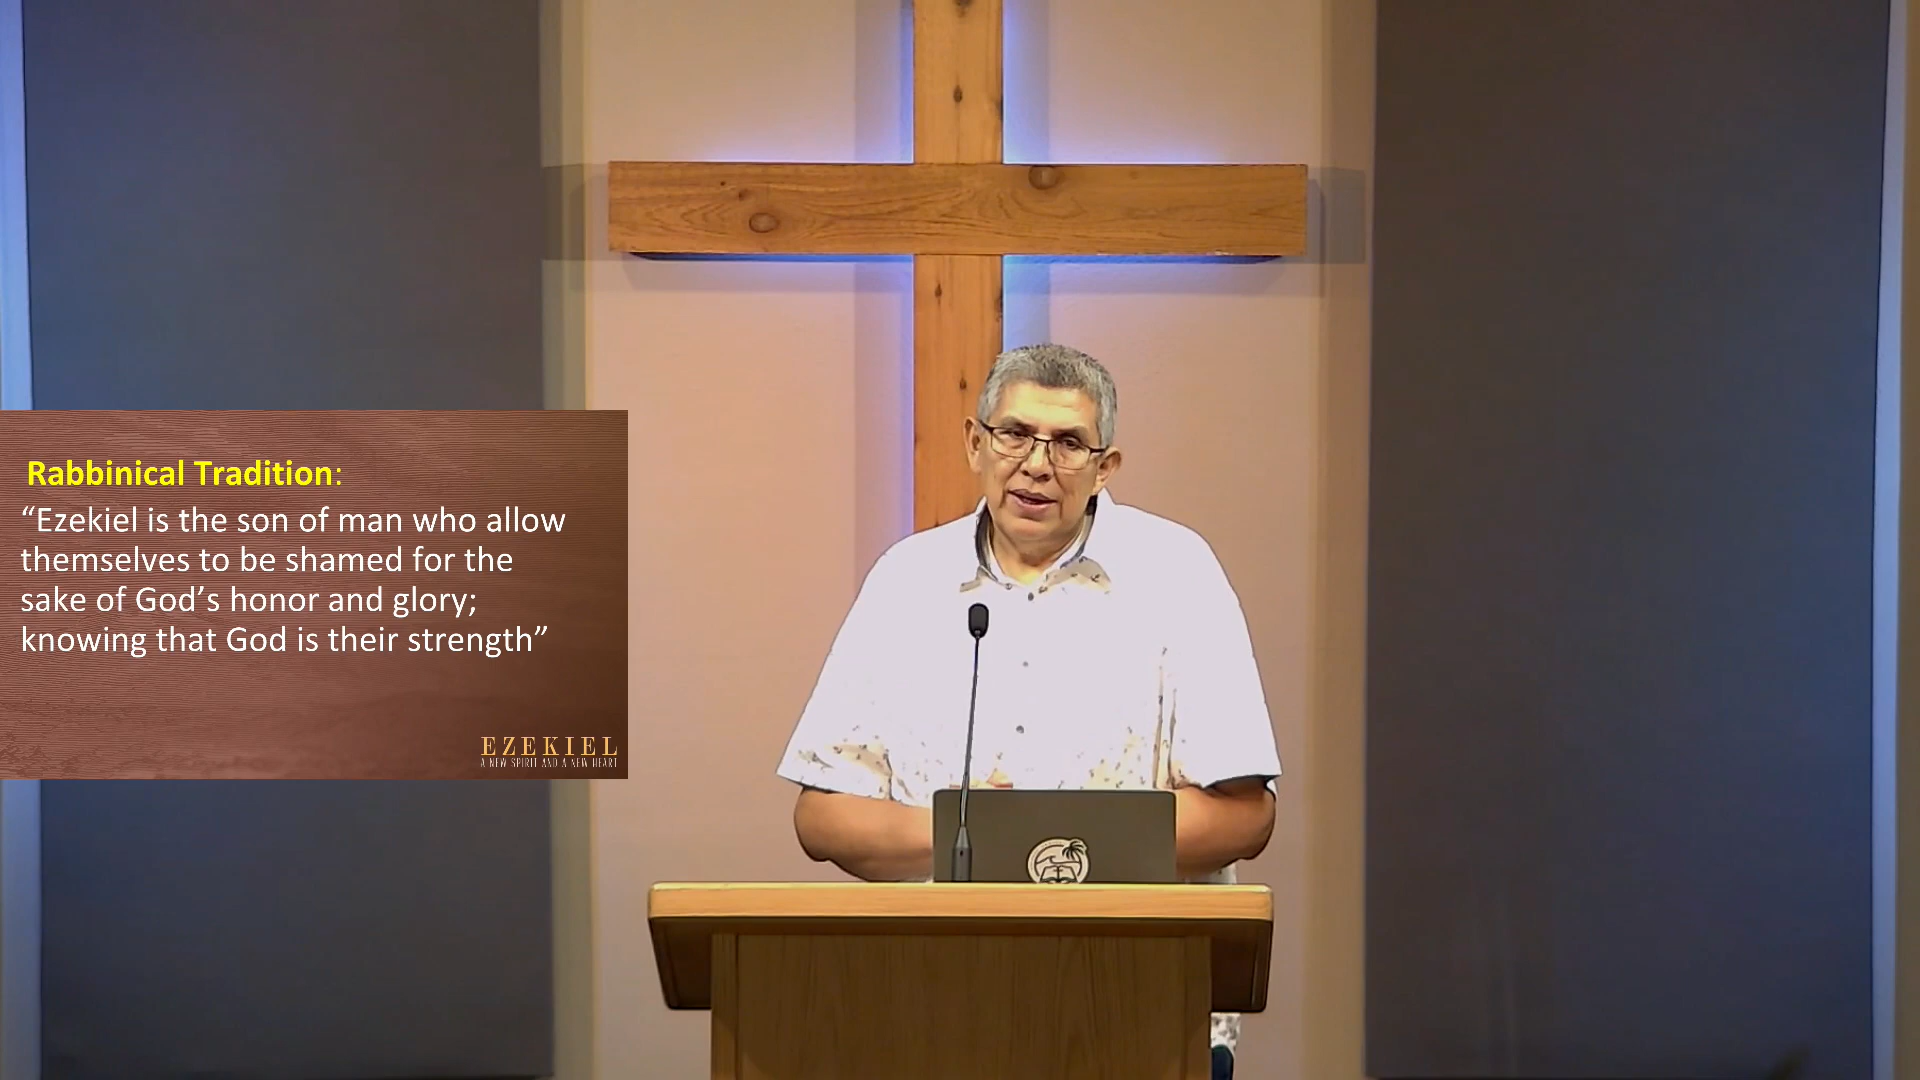 Rabbinical Tradition:
“Ezekiel is the son of man who allow
themselves to be shamed for the
sake of God’s honor and glory;
knowing that God is their strength”
EZEKIEL
A NEW SPIRIT AND A NEW HEART